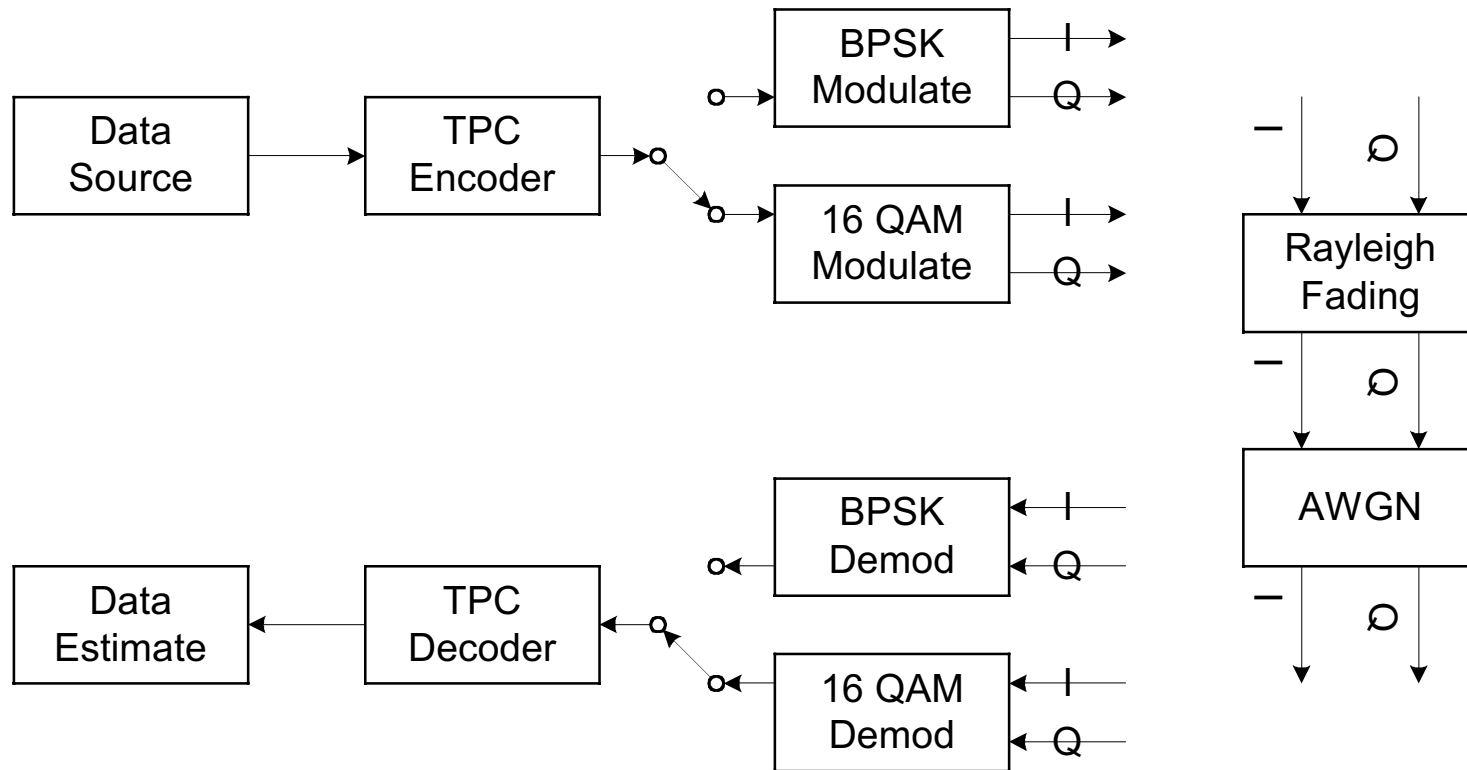 BPSK
Modulate
I
Q
Data
Source
TPC
Encoder
16 QAM
Modulate
I
Q
I
Q
Rayleigh
Fading
I
Q
AWGN
I
Q
BPSK
Demod
I
Q
Data
Estimate
TPC
Decoder
16 QAM
Demod
I
Q